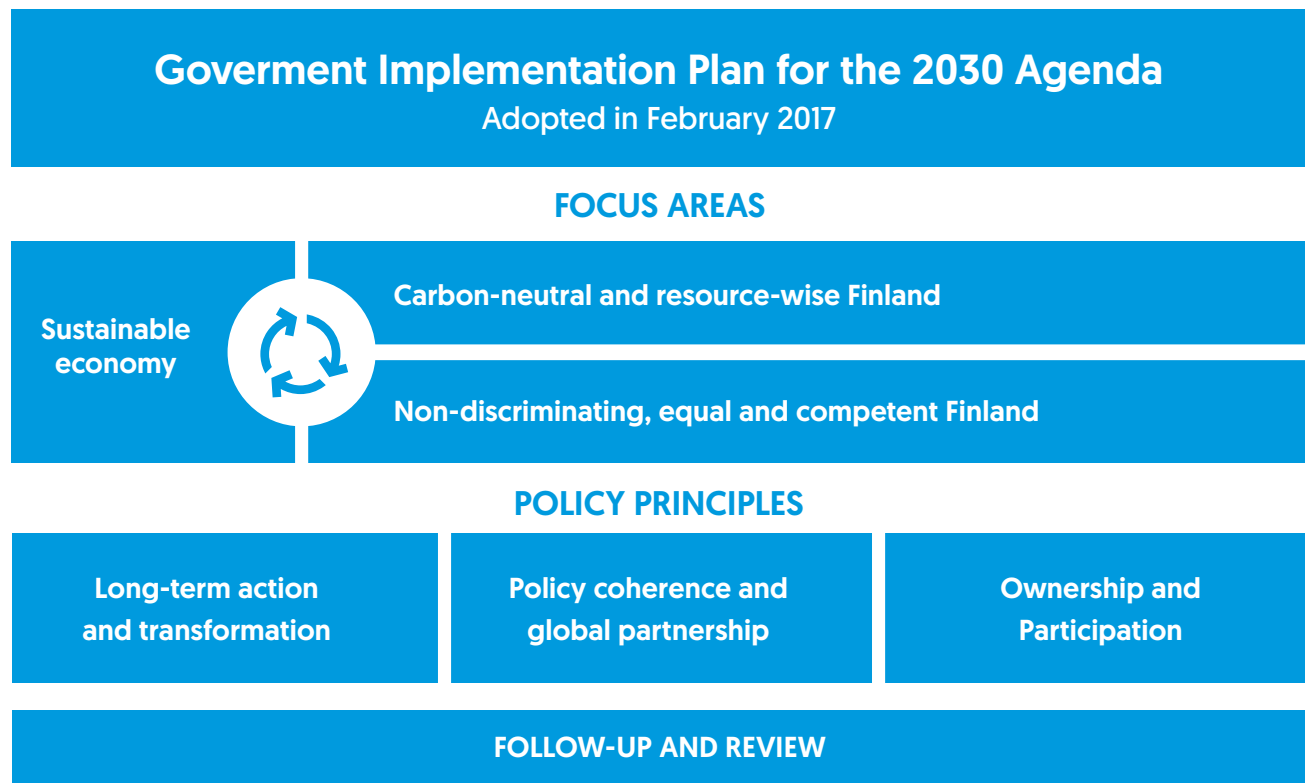 Goverment Implementation Plan for the 2030 Agenda
Adopted in February 2017
FOCUS AREAS
Sustainable
economy
Carbon-neutral and resource-wise Finland
Non-discriminating, equal and competent Finland
POLICY PRINCIPLES
Long-term action
and transformation
Policy coherence and
global partnership
Ownership and
Participation
FOLLOW-UP AND REVIEW